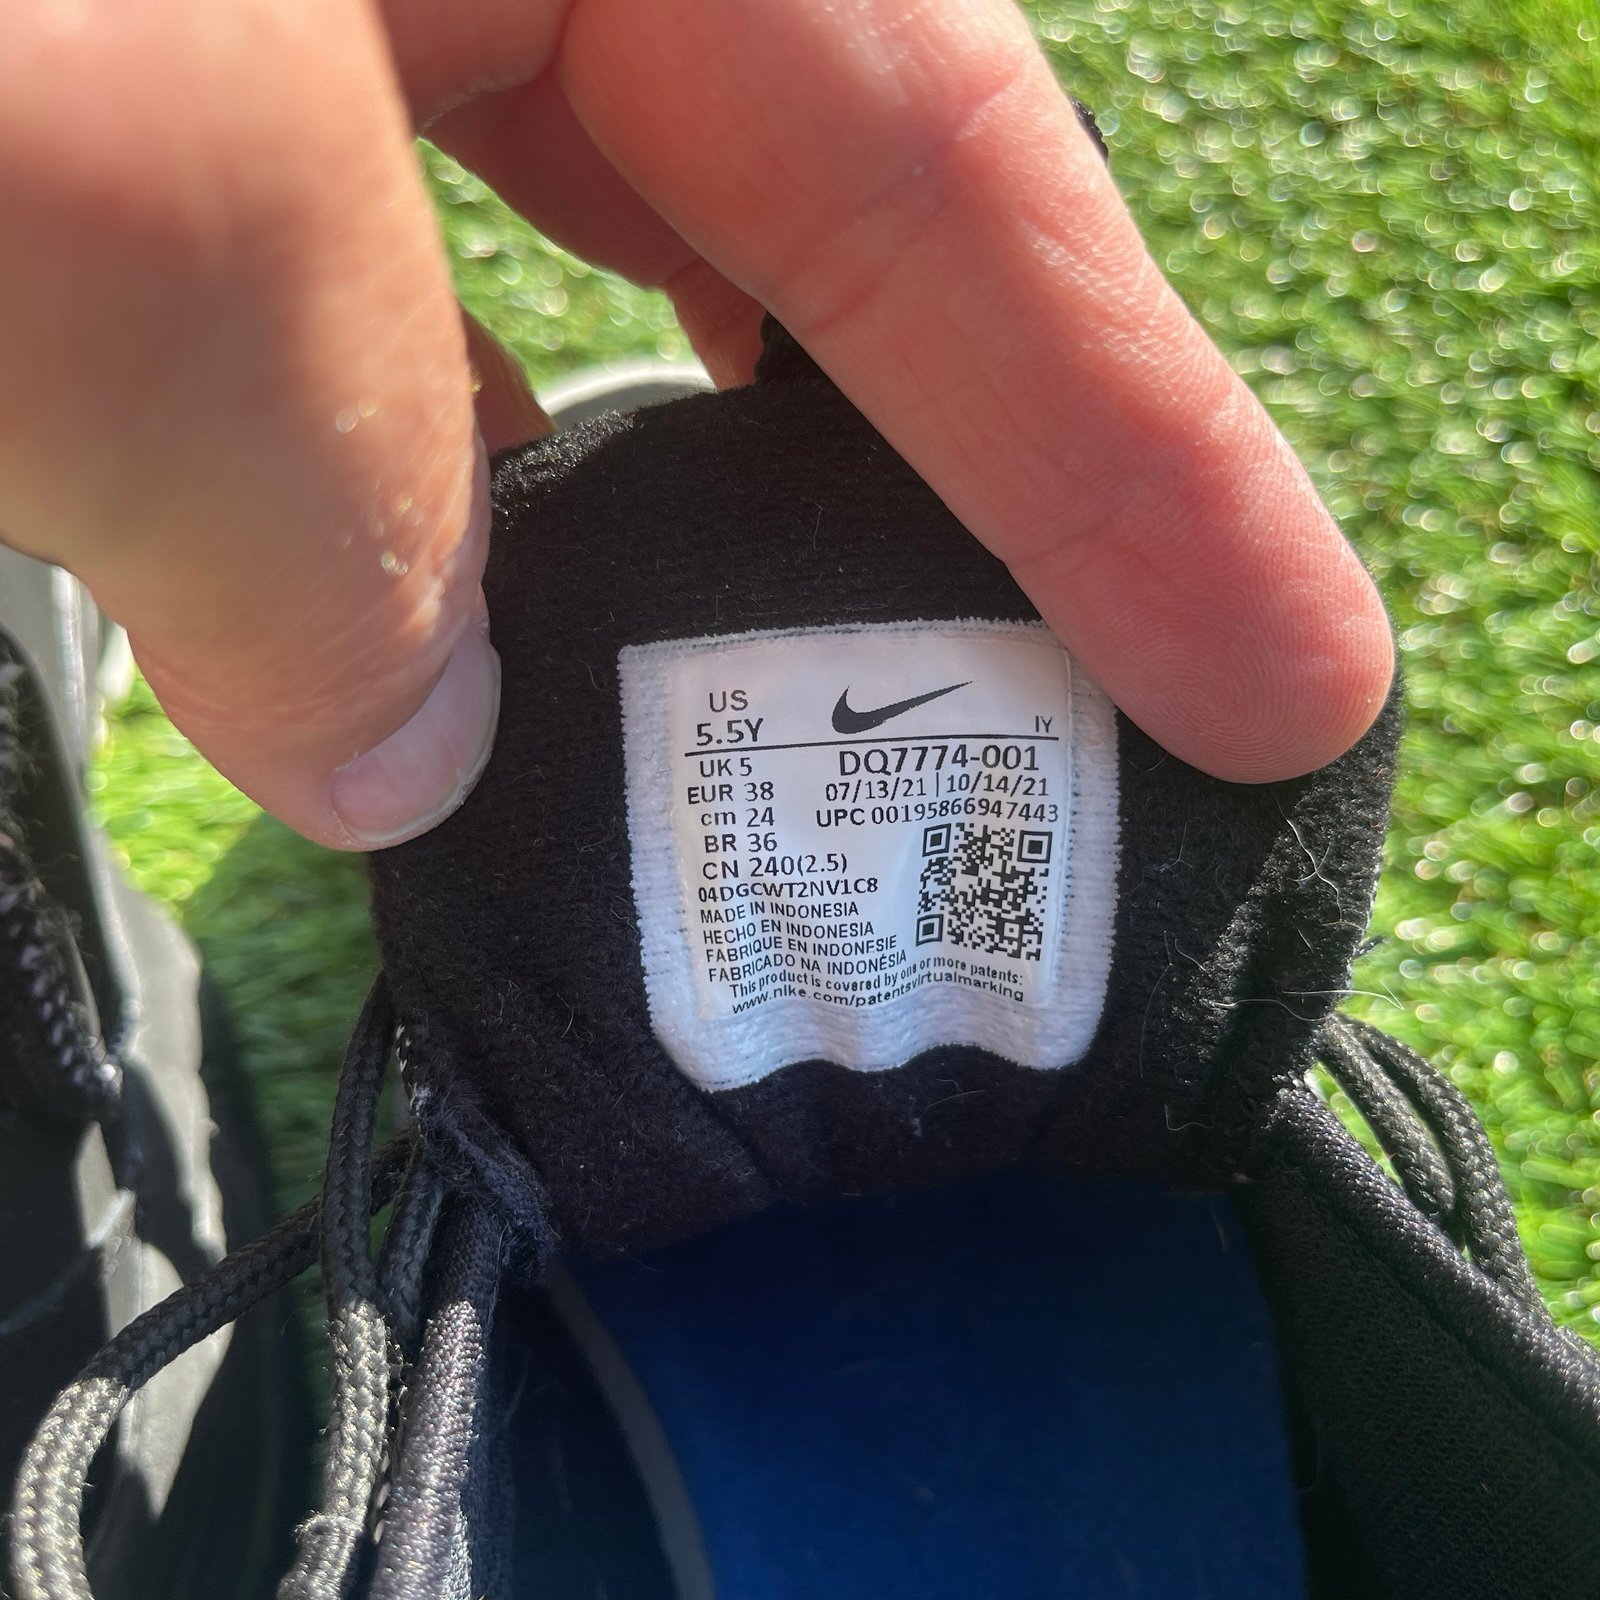 US
5.5Y
IY
UK 5
DQ7774-001
EUR 38
07/13/21 | 10/14/21
cm 24
UPC 00195866947443
BR 36
CN 240(2.5)
04DGCWT2NV1C8
MADE IN INDONESIA
HECHO EN INDONESIA
FABRIQUE EN INDONESIE
FABRICADO NA INDONÉSIA
This product is covered by one or more patents:
www.nike.com/patentsvirtualmarking